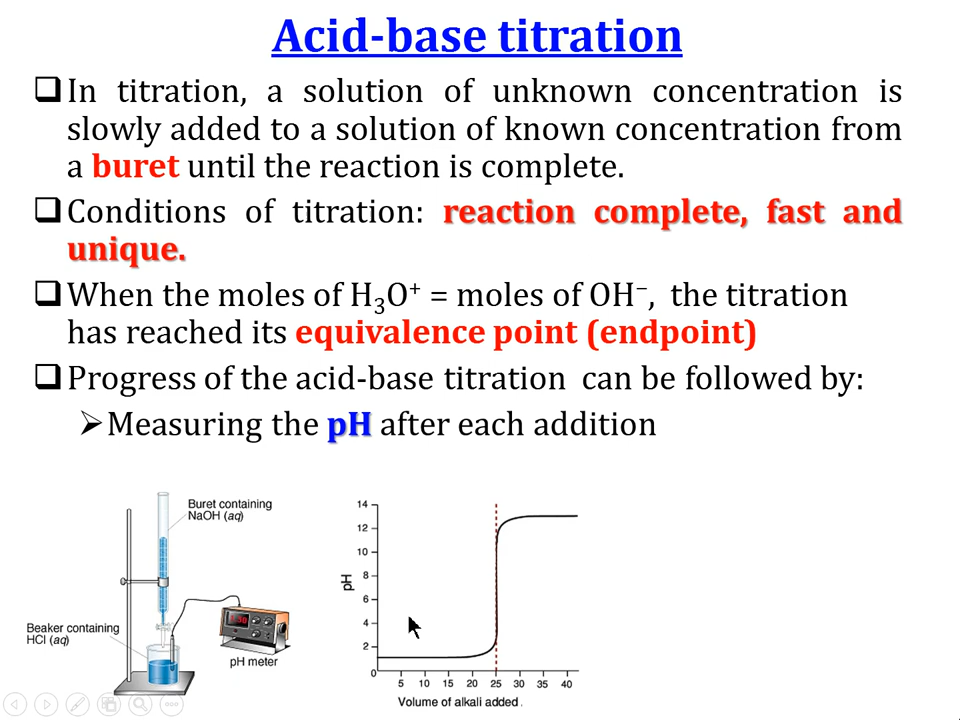 Acid-base titration
In titration, a solution of unknown concentration is
slowly added to a solution of known concentration from
a buret until the reaction is complete.
Conditions of titration: reaction complete, fast and
unique.
When the moles of H₃O⁺ = moles of OH⁻, the titration
has reached its equivalence point (endpoint)
Progress of the acid-base titration can be followed by:
Measuring the pH after each addition
Buret containing
NaOH (aq)
Beaker containing
HCl (aq)
pH meter
pH
14
12
10
8
6
4
2
0
5 10 15 20 25 30 35 40
Volume of alkali added